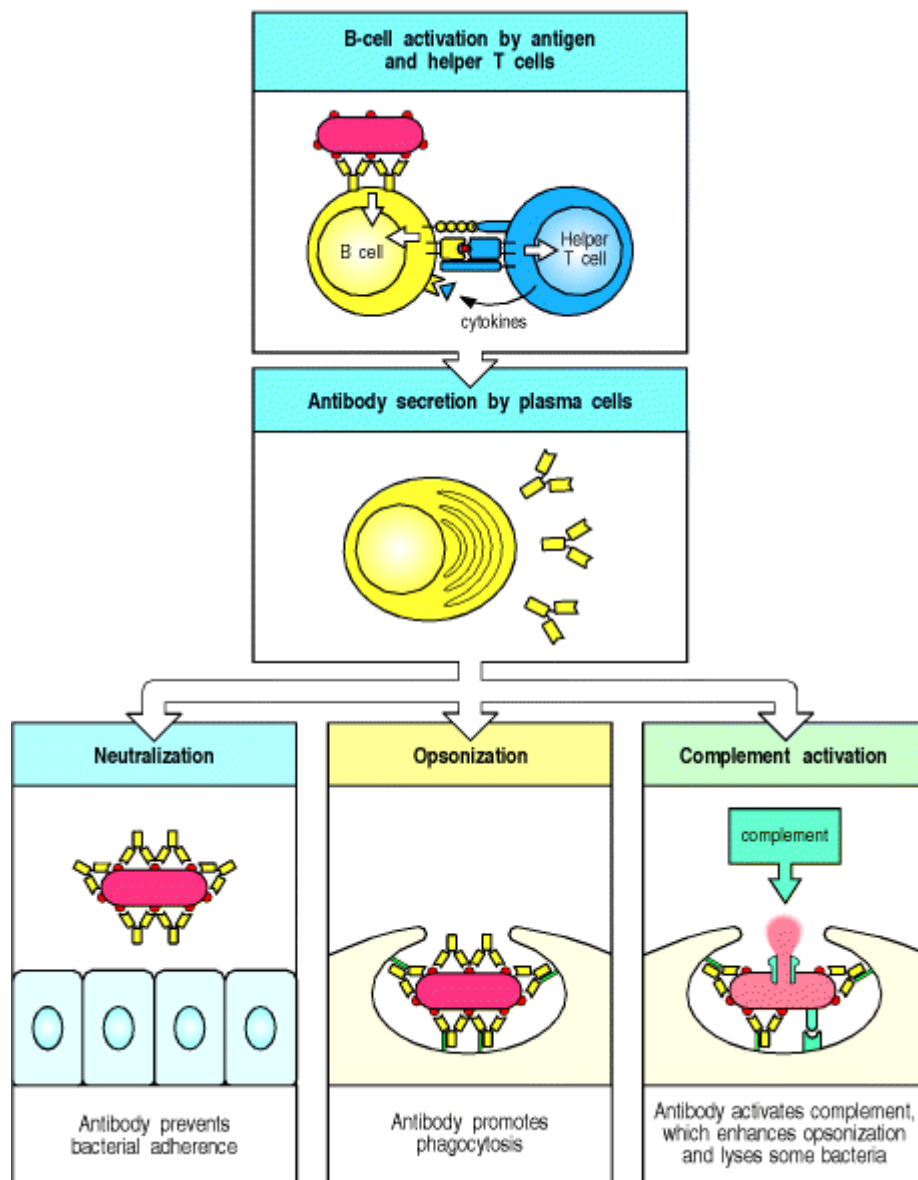 B-cell activation by antigen
and helper T cells
B cell
Helper
T cell
cytokines
Antibody secretion by plasma cells
Neutralization
Opsonization
Complement activation
complement
Antibody prevents
bacterial adherence
Antibody promotes
phagocytosis
Antibody activates complement,
which enhances opsonization
and lyses some bacteria